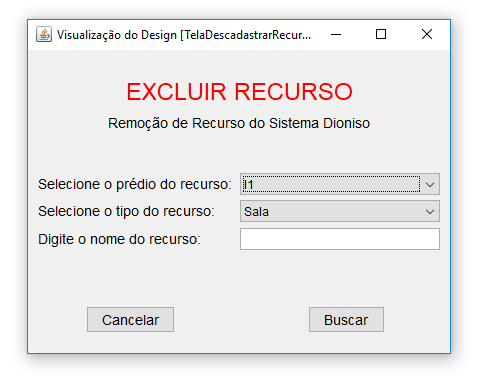 Visualização do Design [TelaDescadastrarRecur...
EXCLUIR RECURSO
Remoção de Recurso do Sistema Dioniso
Selecione o prédio do recurso: I1
Selecione o tipo do recurso: Sala
Digite o nome do recurso:
Cancelar Buscar